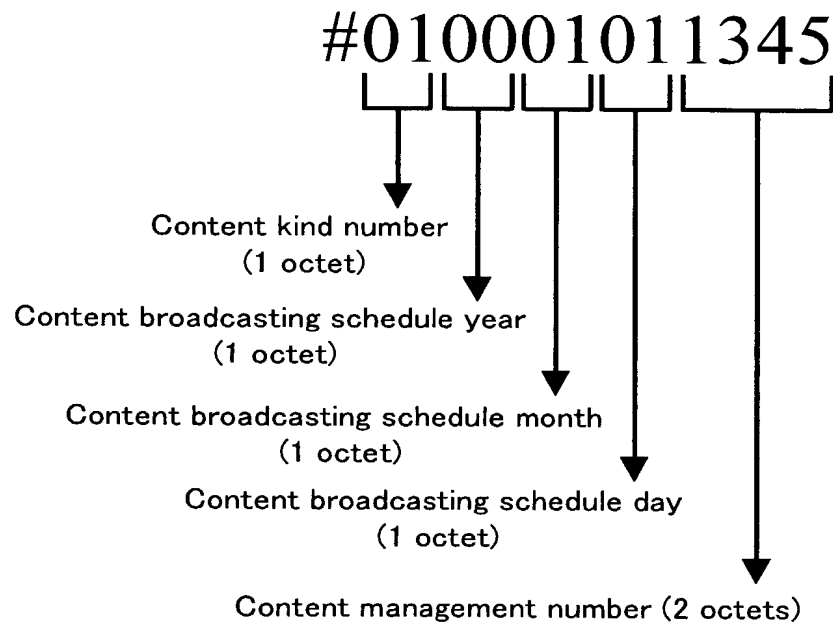 #010001011345
Content kind number
(1 octet)
Content broadcasting schedule year
(1 octet)
Content broadcasting schedule month
(1 octet)
Content broadcasting schedule day
(1 octet)
Content management number (2 octets)